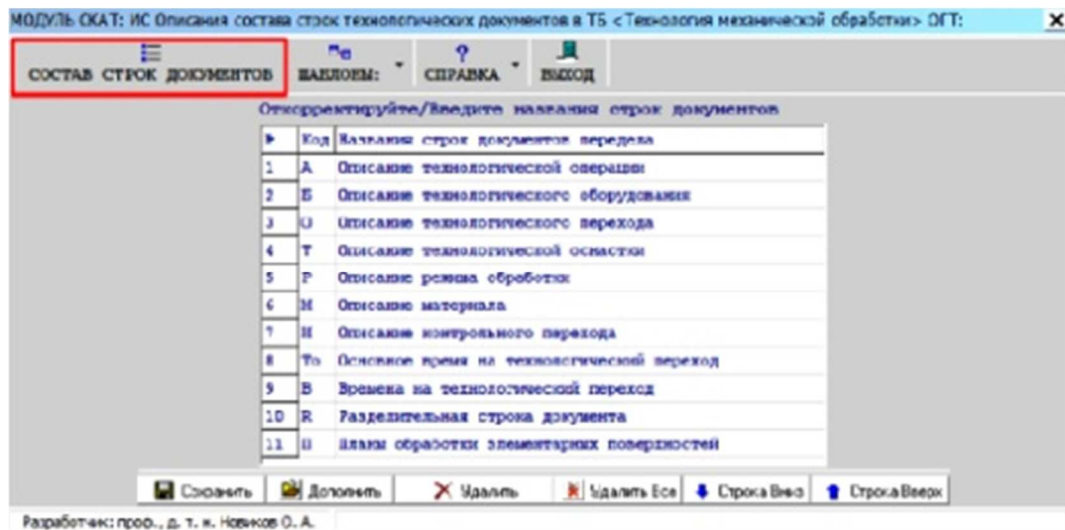 МОДУЛЬ СКАТ: ИС Описания состава строк технологических документов в ТБ <Технология механической обработки> ОГТ:
СОСТАВ СТРОК ДОКУМЕНТОВ ШАБЛОНЫ: СПРАВКА ВЫХОД
Откорректируйте/Введите названия строк документов
Код Названия строк документов передела
1 А Описание технологической операции
2 Б Описание технологического оборудования
3 О Описание технологического перехода
4 Т Описание технологической оснастки
5 Р Описание режима обработки
6 М Описание материала
7 Описание контрольного перехода
8 То Основное время на технологический переход
9 В Времена на технологический переход
10 R Разделительная строка документа
11 П Планы обработки элементарных поверхностей
Сохранить Дополнить Удалить Удалить Все Строка Вниз Строка Вверх
Разработчик: проф., д. т. н. Новиков О. А.